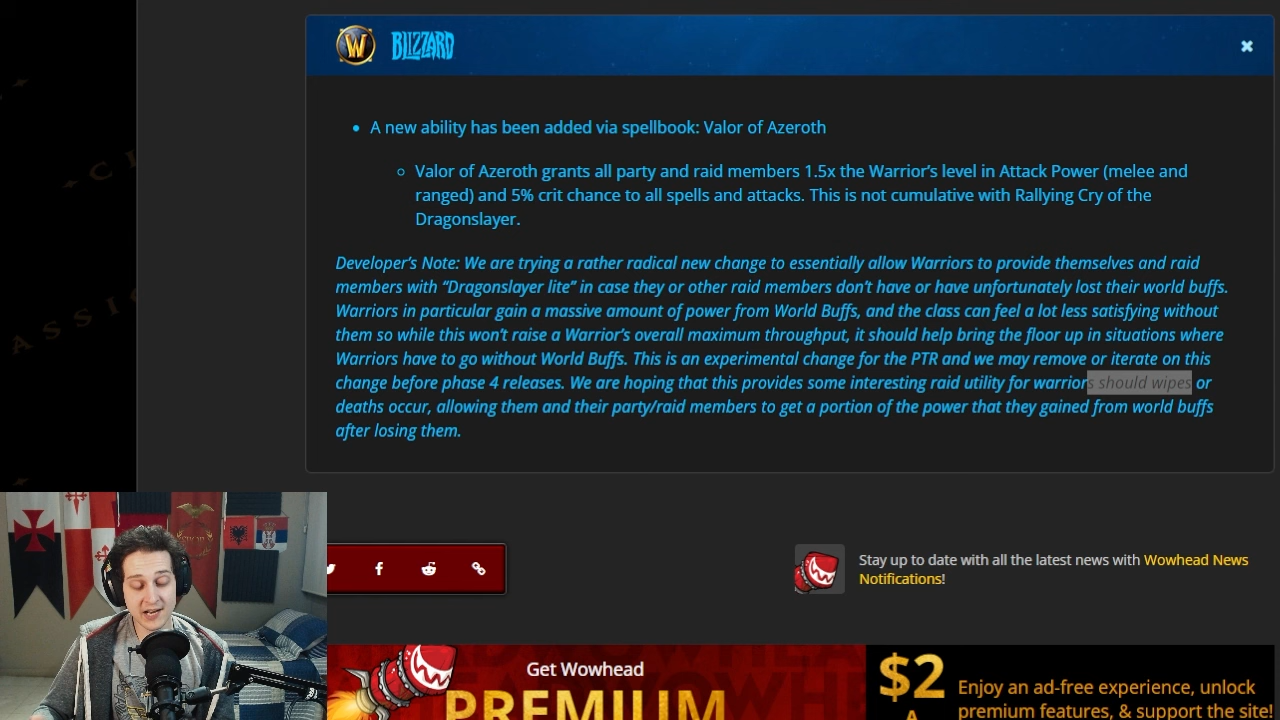 BLIZZARD
A new ability has been added via spellbook: Valor of Azeroth
Valor of Azeroth grants all party and raid members 1.5x the Warrior's level in Attack Power (melee and
ranged) and 5% crit chance to all spells and attacks. This is not cumulative with Rallying Cry of the
Dragonslayer.
Developer's Note: We are trying a rather radical new change to essentially allow Warriors to provide themselves and raid
members with “Dragonslayer lite” in case they or other raid members don't have or have unfortunately lost their world buffs.
Warriors in particular gain a massive amount of power from World Buffs, and the class can feel a lot less satisfying without
them so while this won't raise a Warrior's overall maximum throughput, it should help bring the floor up in situations where
Warriors have to go without World Buffs. This is an experimental change for the PTR and we may remove or iterate on this
change before phase 4 releases. We are hoping that this provides some interesting raid utility for warriors should wipes or
deaths occur, allowing them and their party/raid members to get a portion of the power that they gained from world buffs
after losing them.
Stay up to date with all the latest news with Wowhead News
Notifications!
Get Wowhead
PREMIUM
$2
A
Enjoy an ad-free experience, unlock
premium features, & support the site!